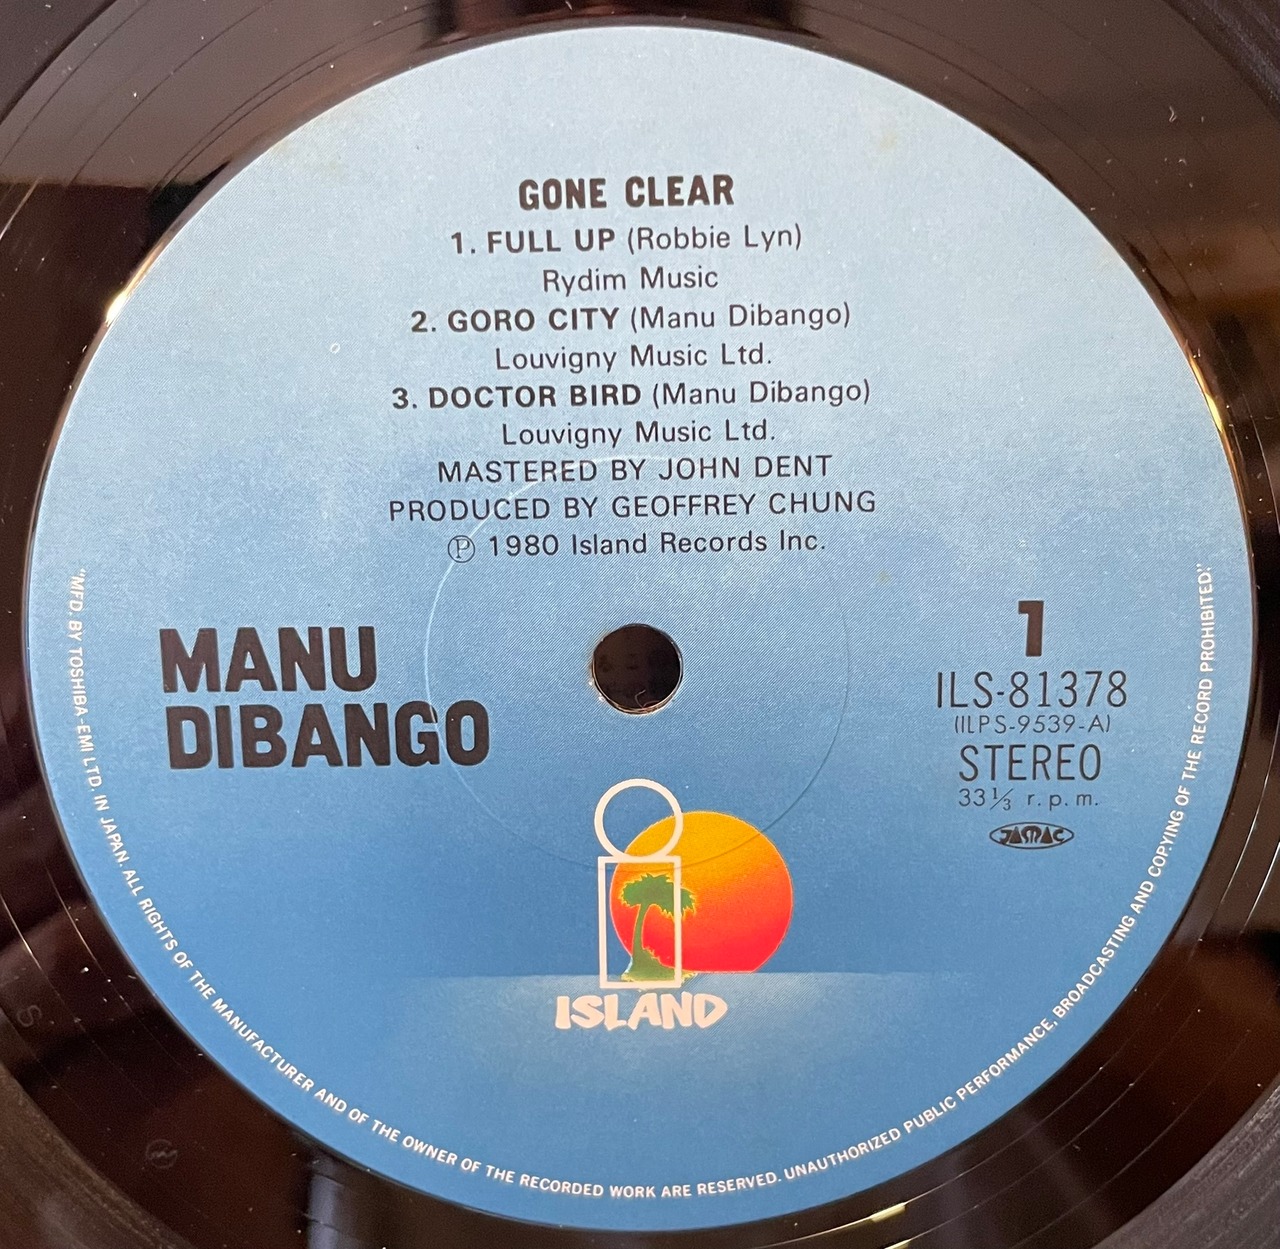 GONE CLEAR
1. FULL UP (Robbie Lyn)
Rydim Music
2. GORO CITY (Manu Dibango)
Louvigny Music Ltd.
3. DOCTOR BIRD (Manu Dibango)
Louvigny Music Ltd.
MASTERED BY JOHN DENT
PRODUCED BY GEOFFREY CHUNG
Ⓟ 1980 Island Records Inc.
MANU
DIBANGO
1
ILS-81378
(ILPS-9539-A)
STEREO
33⅓ r.p.m.
JASRAC
ISLAND
"MFD. BY TOSHIBA-EMI LTD. IN JAPAN. ALL RIGHTS OF THE MANUFACTURER AND OF THE OWNER OF THE RECORDED WORK ARE RESERVED. UNAUTHORIZED PUBLIC PERFORMANCE, BROADCASTING AND COPYING OF THE RECORD PROHIBITED."